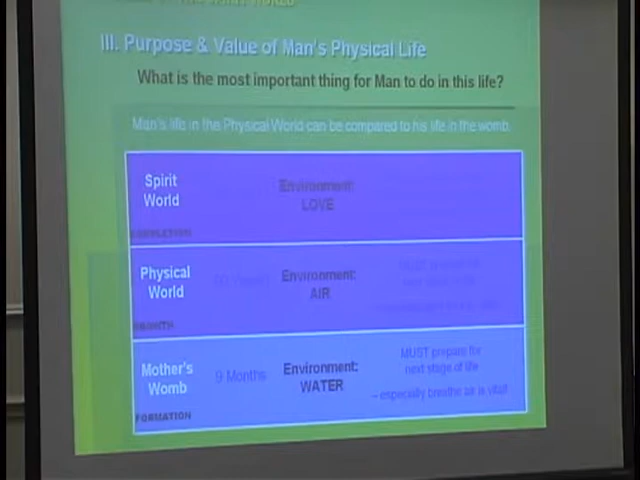 III. Purpose & Value of Man's Physical Life
What is the most important thing for Man to do in this life?
Man's life in the Physical World can be compared to his life in the womb.
Spirit
World
Environment:
LOVE
COMPLETION
Physical
World
Environment:
AIR
GROWTH
Mother's
Womb
9 Months
Environment:
WATER
MUST prepare for
next stage of life
– especially breathe air is vital!
FORMATION